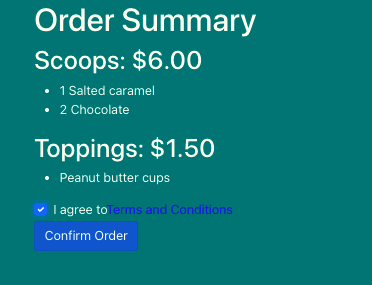 Order Summary
Scoops: $6.00
• 1 Salted caramel
• 2 Chocolate
Toppings: $1.50
• Peanut butter cups
I agree toTerms and Conditions
Confirm Order